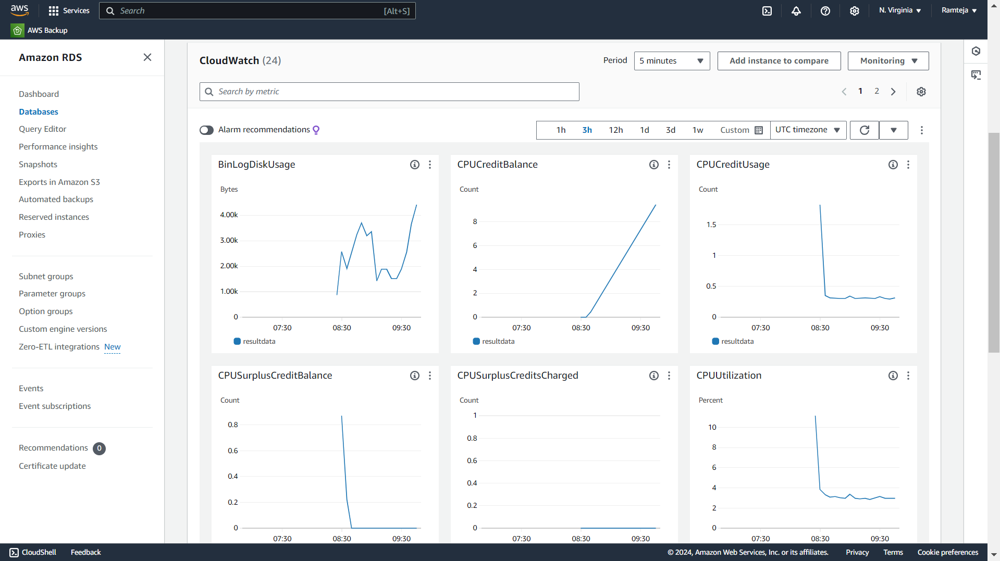 aws
Services
Search
[Alt+S]
N. Virginia
Ramteja
AWS Backup
Amazon RDS
Dashboard
Databases
Query Editor
Performance insights
Snapshots
Exports in Amazon S3
Automated backups
Reserved instances
Proxies
Subnet groups
Parameter groups
Option groups
Custom engine versions
Zero-ETL integrations New
Events
Event subscriptions
Recommendations 0
Certificate update
CloudWatch (24)
Period
5 minutes
Add instance to compare
Monitoring
Search by metric
1 2
Alarm recommendations
1h 3h 12h 1d 3d 1w Custom
UTC timezone
BinLogDiskUsage
Bytes
4.00k
3.00k
2.00k
1.00k
0
07:30 08:30 09:30
resultdata
CPUCreditBalance
Count
8
6
4
2
0
07:30 08:30 09:30
resultdata
CPUCreditUsage
Count
1.5
1
0.5
0
07:30 08:30 09:30
resultdata
CPUSurplusCreditBalance
Count
0.8
0.6
0.4
0.2
0
07:30 08:30 09:30
CPUSurplusCreditsCharged
Count
1
0.8
0.6
0.4
0.2
0
07:30 08:30 09:30
CPUUtilization
Percent
10
8
6
4
2
0
07:30 08:30 09:30
CloudShell
Feedback
© 2024, Amazon Web Services, Inc. or its affiliates.
Privacy
Terms
Cookie preferences